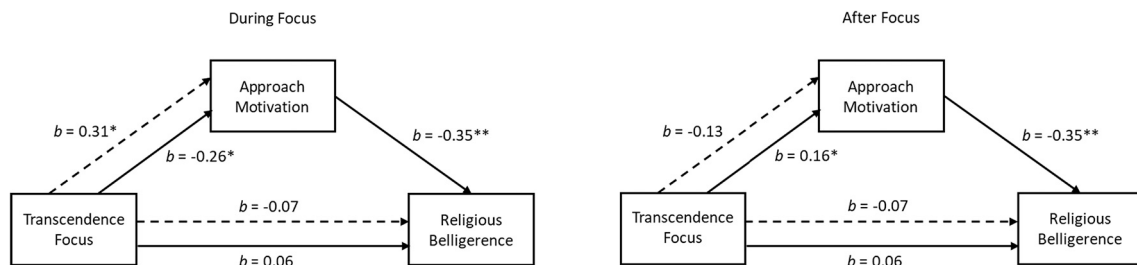 During Focus
Approach
Motivation
b = 0.31*
b = -0.26*
b = -0.35**
Transcendence
Focus
b = -0.07
b = 0.06
Religious
Belligerence
After Focus
Approach
Motivation
b = -0.13
b = 0.16*
b = -0.35**
Transcendence
Focus
b = -0.07
b = 0.06
Religious
Belligerence